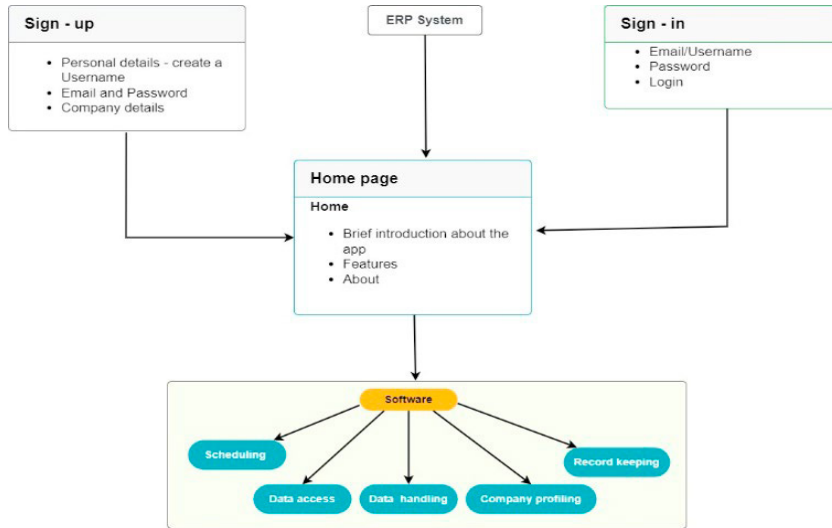 Sign - up
Personal details - create a
Username
Email and Password
Company details
ERP System
Sign - in
Email/Username
Password
Login
Home page
Home
Brief introduction about the
app
Features
About
Software
Scheduling
Record keeping
Data access
Data handling
Company profiling